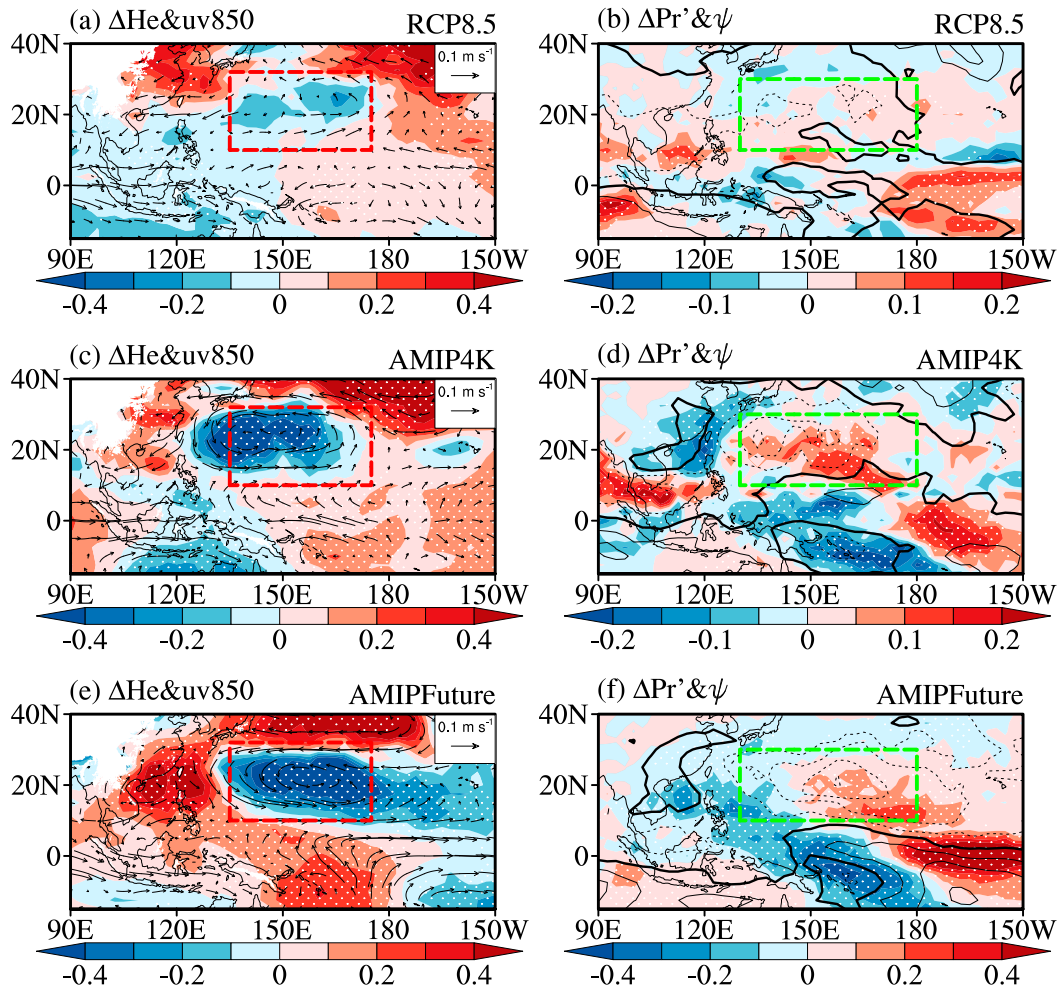 (a) ΔHe&uv850 RCP8.5 (b) ΔPr'&ψ RCP8.5
40N 0.1 m s⁻¹ 40N
20N 20N
0 0
90E 120E 150E 180 150W 90E 120E 150E 180 150W
-0.4 -0.2 0 0.2 0.4 -0.2 -0.1 0 0.1 0.2
(c) ΔHe&uv850 AMIP4K (d) ΔPr'&ψ AMIP4K
40N 0.1 m s⁻¹ 40N
20N 20N
0 0
90E 120E 150E 180 150W 90E 120E 150E 180 150W
-0.4 -0.2 0 0.2 0.4 -0.2 -0.1 0 0.1 0.2
(e) ΔHe&uv850 AMIPFuture (f) ΔPr'&ψ AMIPFuture
40N 0.1 m s⁻¹ 40N
20N 20N
0 0
90E 120E 150E 180 150W 90E 120E 150E 180 150W
-0.4 -0.2 0 0.2 0.4 -0.4 -0.2 0 0.2 0.4